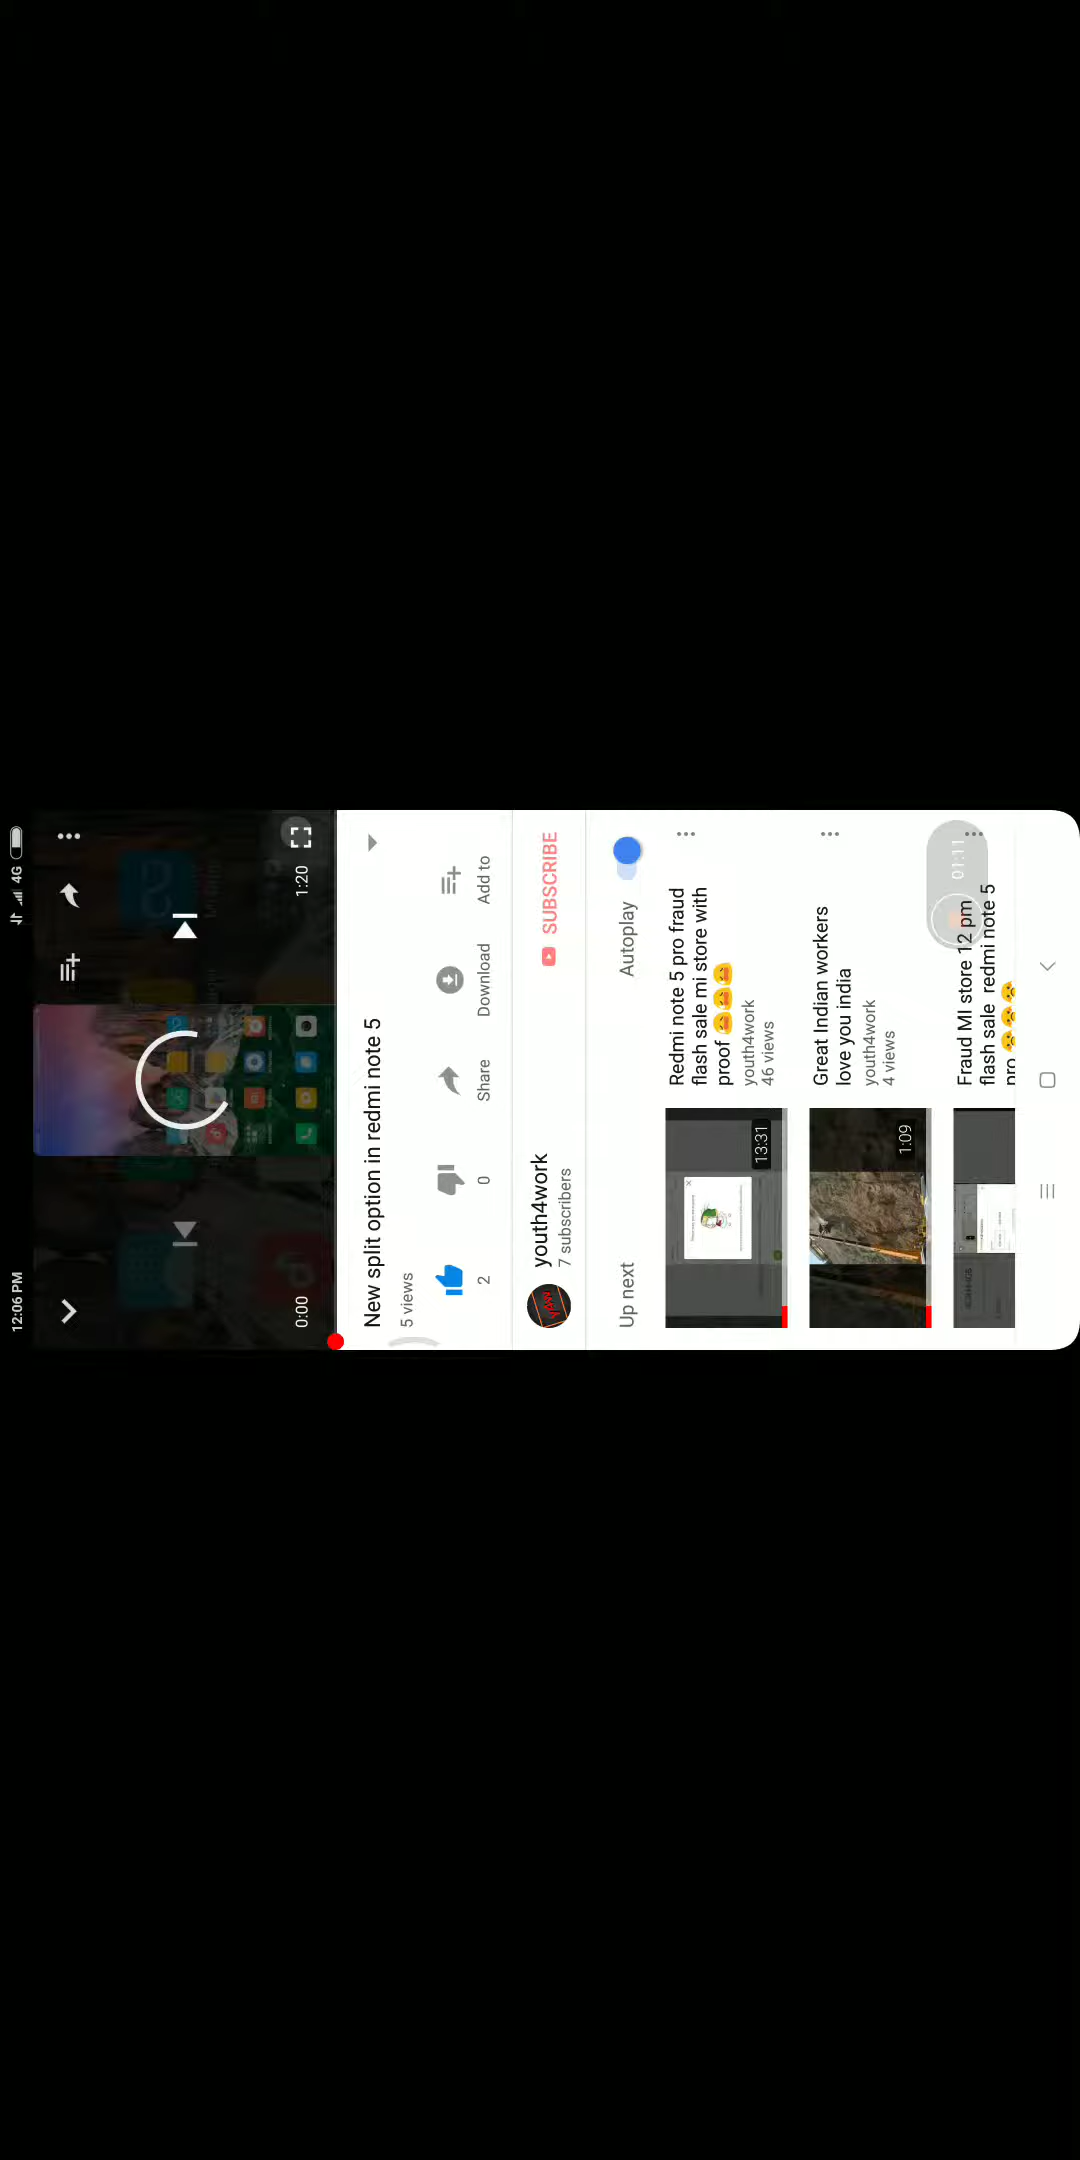 12:06 PM
4G
0:00
1:20
New split option in redmi note 5
5 views
2
0
Share
Download
Add to
youth4work
7 subscribers
SUBSCRIBE
Up next
Autoplay
13:31
Redmi note 5 pro fraud
flash sale mi store with
proof 😡😡😡
youth4work
46 views
1:09
Great Indian workers
love you india
youth4work
4 views
Fraud MI store 12 pm
flash sale redmi note 5
pro
01:11